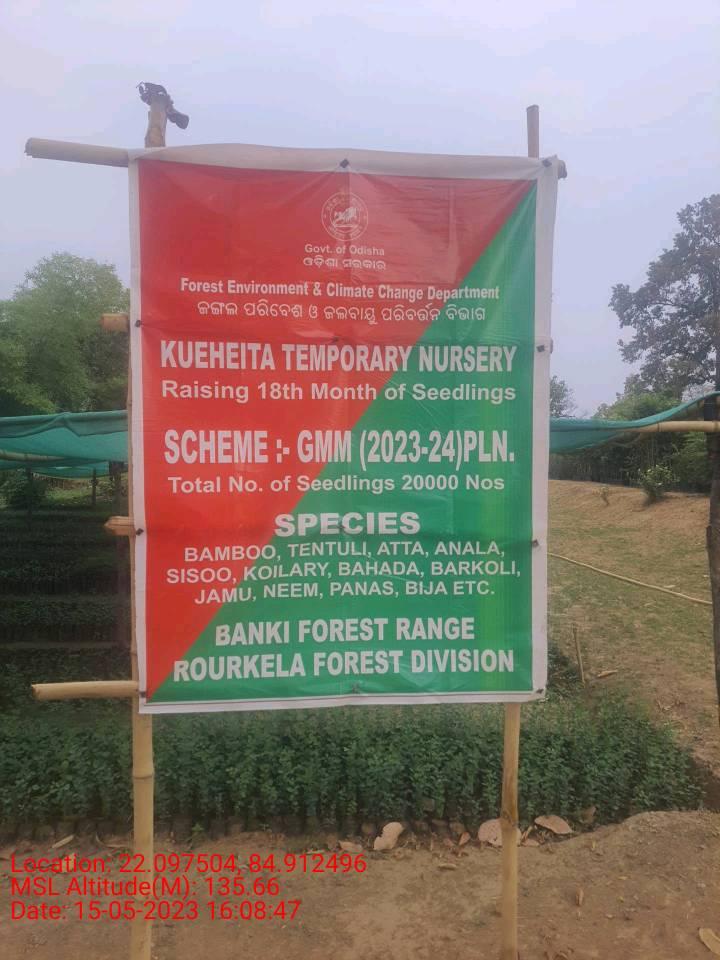 Govt. of Odisha
ଓଡ଼ିଶା ସରକାର
Forest Environment & Climate Change Department
ଜଙ୍ଗଲ ପରିବେଶ ଓ ଜଳବାୟୁ ପରିବର୍ତ୍ତନ ବିଭାଗ
KUEHEITA TEMPORARY NURSERY
Raising 18th Month of Seedlings
SCHEME :- GMM (2023-24)PLN.
Total No. of Seedlings 20000 Nos
SPECIES
BAMBOO, TENTULI, ATTA, ANALA,
SISOO, KOILARY, BAHADA, BARKOLI,
JAMU, NEEM, PANAS, BIJA ETC.
BANKI FOREST RANGE
ROURKELA FOREST DIVISION
Location: 22.097504, 84.912496
MSL Altitude(M): 135.66
Date: 15-05-2023 16:08:47